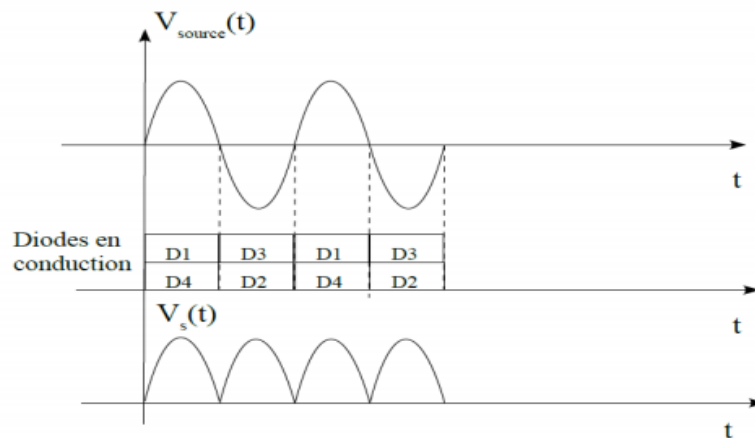 V_source(t)
t
Diodes en
conduction
D1 D3 D1 D3
D4 D2 D4 D2
t
V_s(t)
t